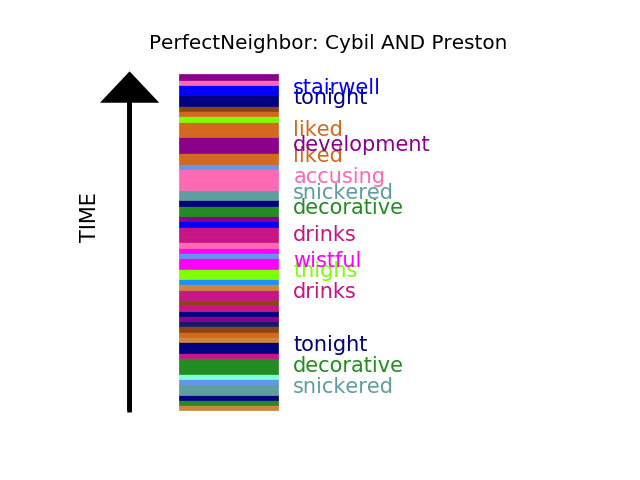 PerfectNeighbor: Cybil AND Preston
stairwell
tonight
liked
development
liked
accusing
snickered
decorative
drinks
wistful
thighs
drinks
tonight
decorative
snickered
TIME